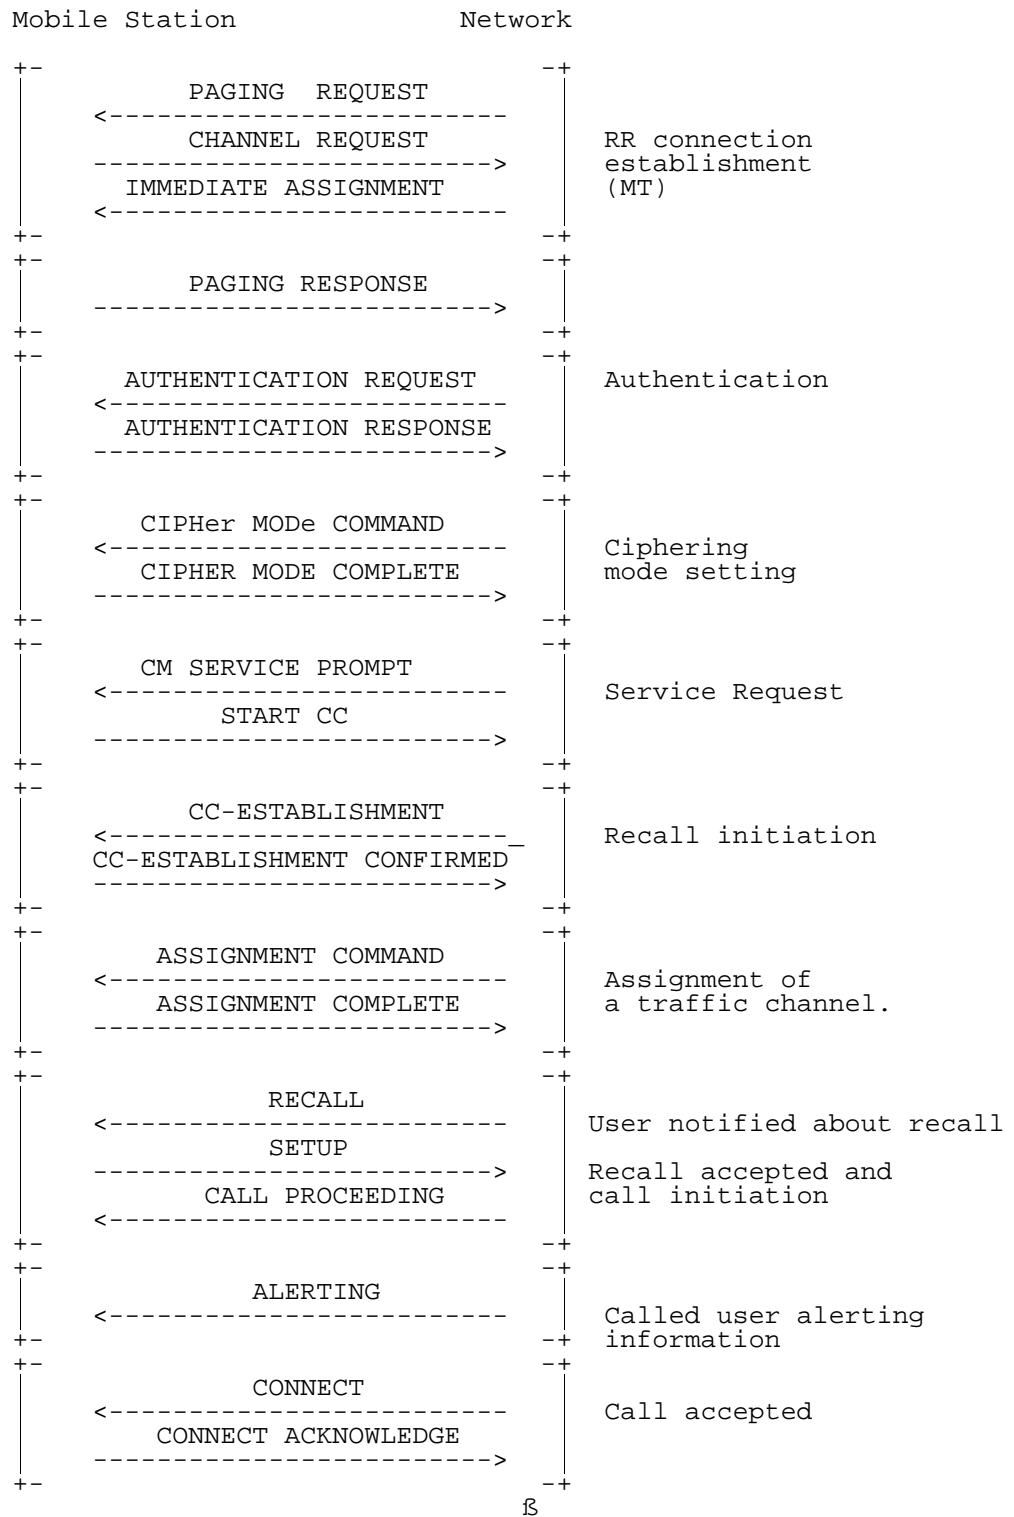 Mobile Station Network
+- -+
PAGING REQUEST
<-------------------------
CHANNEL REQUEST RR connection
-------------------------> establishment
IMMEDIATE ASSIGNMENT (MT)
<-------------------------
+- -+
+- -+
PAGING RESPONSE
------------------------->
+- -+
+- -+
AUTHENTICATION REQUEST Authentication
<-------------------------
AUTHENTICATION RESPONSE
------------------------->
+- -+
+- -+
CIPHer MODe COMMAND
<------------------------- Ciphering
CIPHER MODE COMPLETE mode setting
------------------------->
+- -+
+- -+
CM SERVICE PROMPT
<------------------------- Service Request
START CC
------------------------->
+- -+
+- -+
CC-ESTABLISHMENT
<-------------------------_ Recall initiation
CC-ESTABLISHMENT CONFIRMED
------------------------->
+- -+
+- -+
ASSIGNMENT COMMAND
<------------------------- Assignment of
ASSIGNMENT COMPLETE a traffic channel.
------------------------->
+- -+
+- -+
RECALL
<------------------------- User notified about recall
SETUP
-------------------------> Recall accepted and
CALL PROCEEDING call initiation
<-------------------------
+- -+
+- -+
ALERTING
<------------------------- Called user alerting
+- -+ information
+- -+
CONNECT
<------------------------- Call accepted
CONNECT ACKNOWLEDGE
------------------------->
+- -+
ß